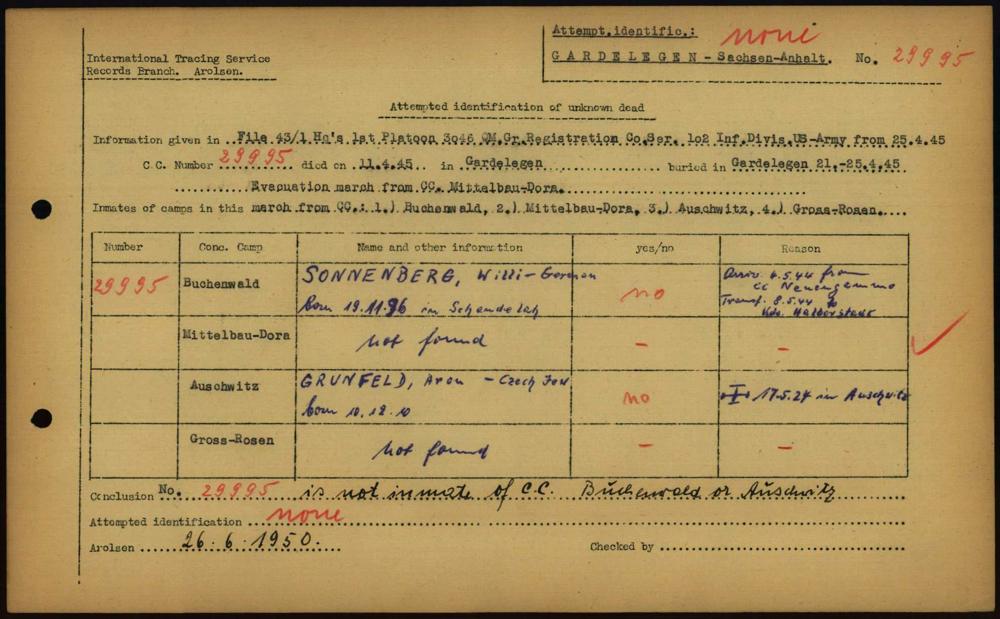 Attempt.identific.: none
International Tracing Service
Records Branch. Arolsen.
GARDELEGEN - Sachsen-Anhalt. No. 29995
Attempted identification of unknown dead
Information given in File 43/1 Hq's 1st Platoon 3046 QM.Gr.Registration Co.Ser. 1o2 Inf.Divis.US-Army from 25.4.45
C.C. Number 29995 died on 11.4.45 in Gardelegen buried in Gardelegen 21.-25.4.45
Evapuation march from CC. Mittelbau-Dora.
Inmates of camps in this march from CC.: 1.) Buchenwald, 2.) Mittelbau-Dora, 3.) Auschwitz, 4.) Gross-Rosen.
Number Conc. Camp Name and other information yes/no Reason
29995 Buchenwald SONNENBERG, Willi-German no Arriv. 4.5.44 from
born 19.11.96 in Schandelah cc Neuengamme
Transf. 8.5.44 to
Kdo. Halberstadt
Mittelbau-Dora not found - -
Auschwitz GRUNFELD, Aron - Czech Jew no 17.5.24 in Auschwitz
born 10.12.10
Gross-Rosen not found - -
Conclusion No. 29995 is not inmate of C.C. Buchenwald or Auschwitz
Attempted identification none
Arolsen 26.6.1950. Checked by